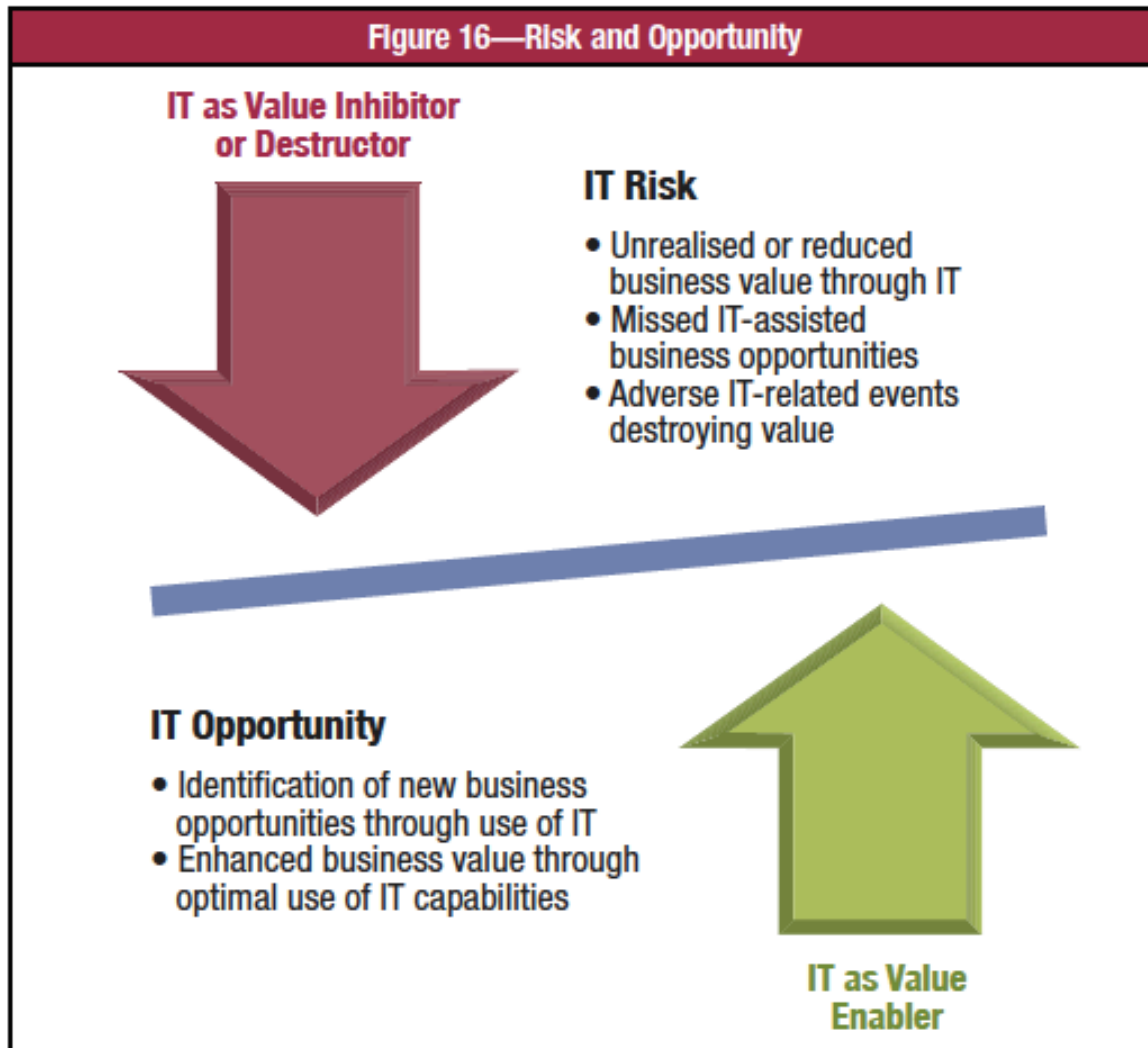 Figure 16—Risk and Opportunity
IT as Value Inhibitor
or Destructor
IT Risk
• Unrealised or reduced
business value through IT
• Missed IT-assisted
business opportunities
• Adverse IT-related events
destroying value
IT Opportunity
• Identification of new business
opportunities through use of IT
• Enhanced business value through
optimal use of IT capabilities
IT as Value
Enabler